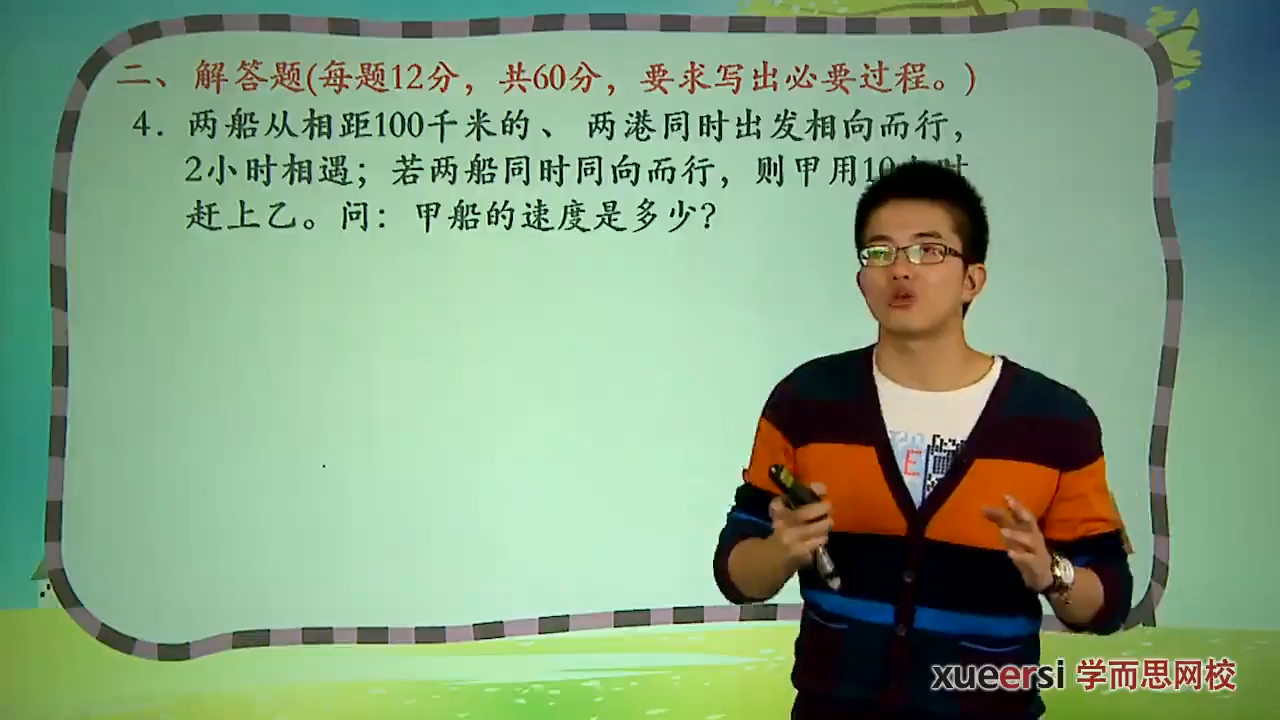 二、解答题(每题12分，共60分，要求写出必要过程。)
4. 两船从相距100千米的、 两港同时出发相向而行，
2小时相遇；若两船同时同向而行，则甲用10 时
赶上乙。问：甲船的速度是多少？
E
xueersi 学而思网校